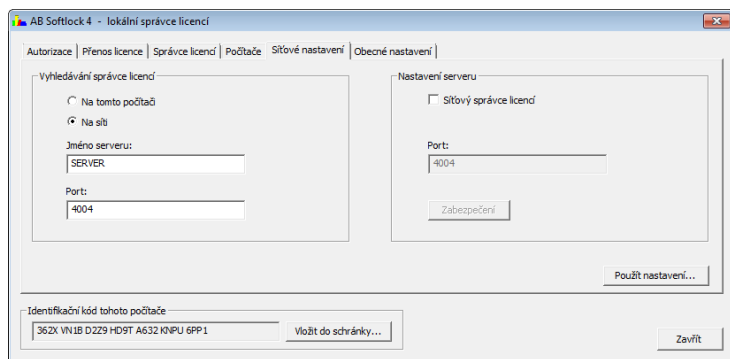 AB Softlock 4 - lokální správce licencí
Autorizace Přenos licence Správce licencí Počítače Síťové nastavení Obecné nastavení
Vyhledávání správce licencí
Na tomto počítači
Na síti
Jméno serveru:
SERVER
Port:
4004
Nastavení serveru
Síťový správce licencí
Port:
4004
Zabezpečení
Použít nastavení...
Identifikační kód tohoto počítače
362X VN1B D2Z9 HD9T A632 KNPU 6PP1
Vložit do schránky...
Zavřít